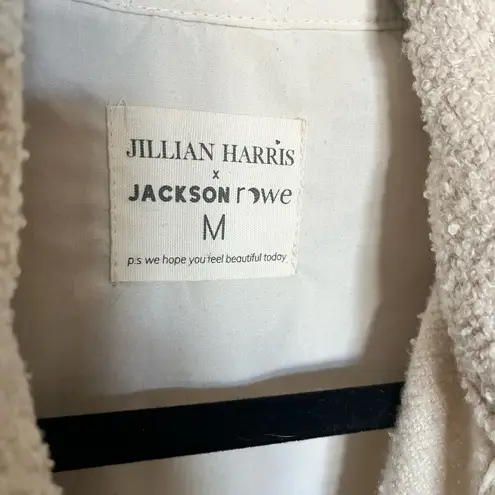 JILLIAN HARRIS
x
JACKSON rowe
M
p.s we hope you feel beautiful today